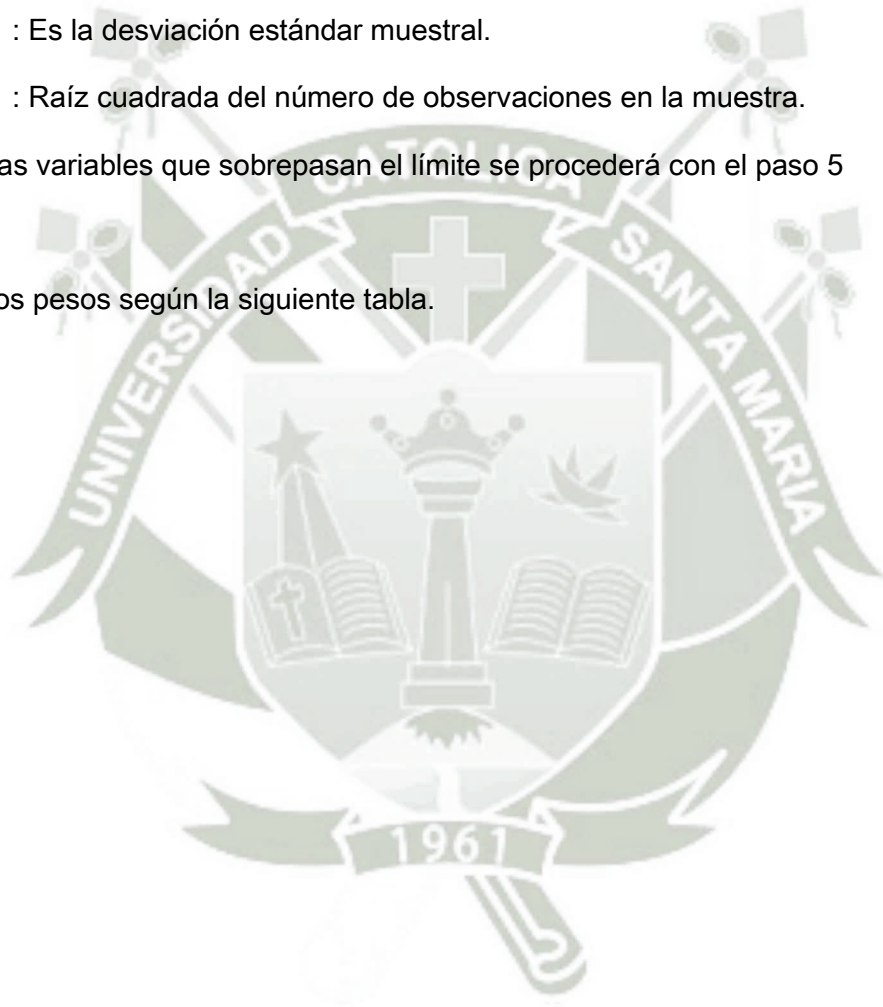 : Es la desviación estándar muestral.
: Raíz cuadrada del número de observaciones en la muestra.
as variables que sobrepasan el límite se procederá con el paso 5
os pesos según la siguiente tabla.
UNIVERSIDAD CATOLICA SANTA MARIA
1961